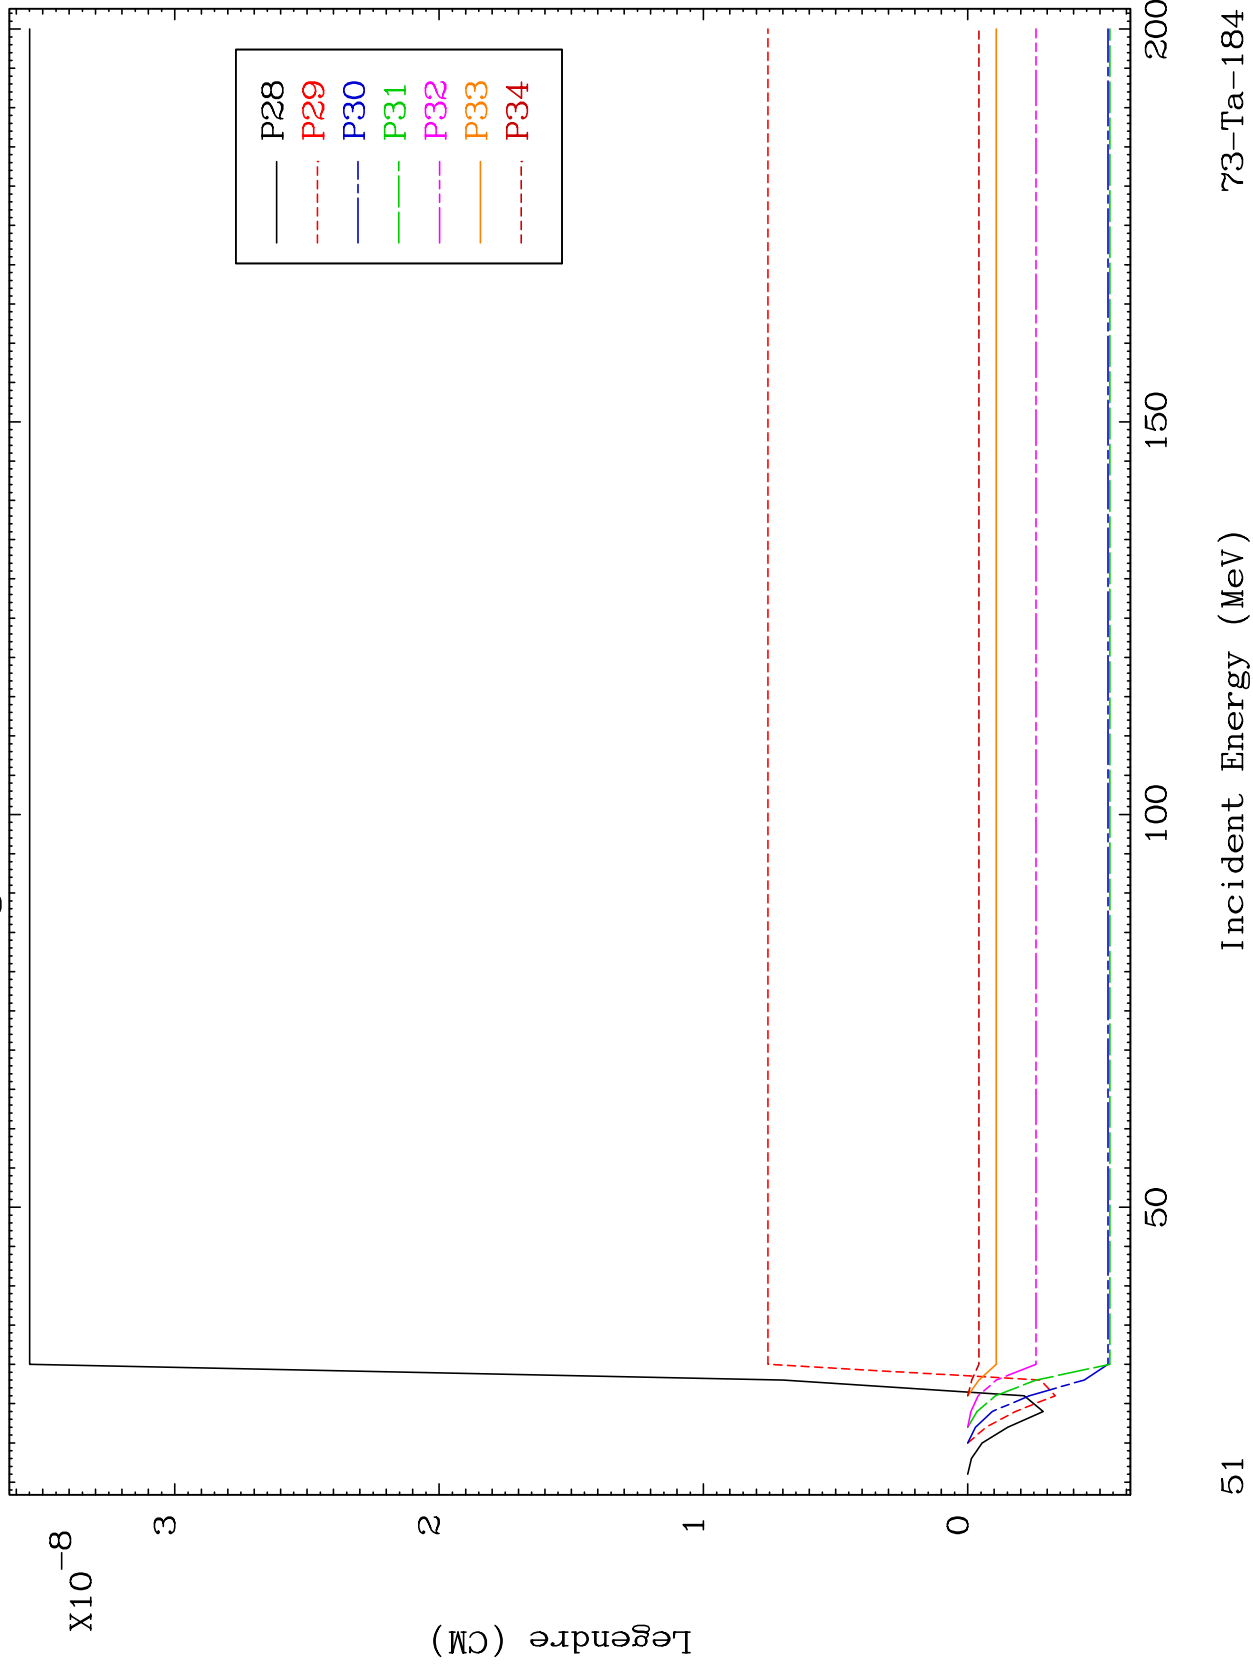 X10-8
3
2
1
0
Legendre (CM)
P28
P29
P30
P31
P32
P33
P34
50
100
150
200
Incident Energy (MeV)
51
73-Ta-184